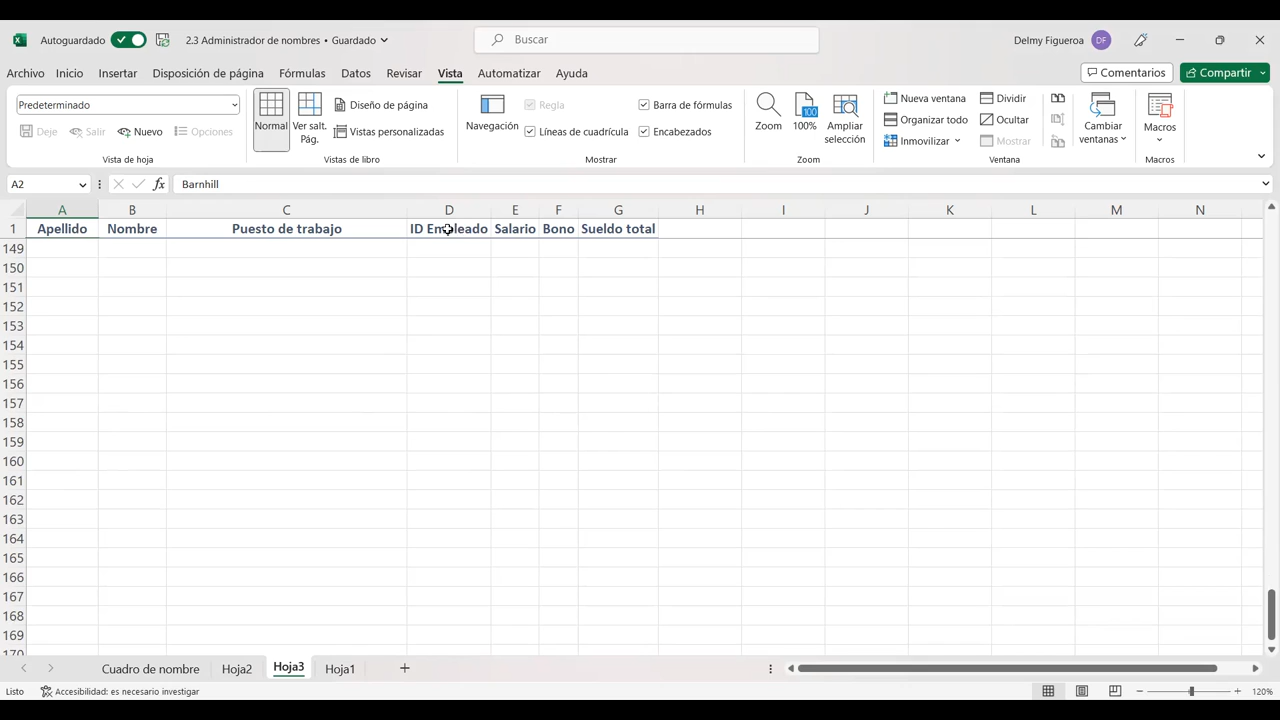 Autoguardado
2.3 Administrador de nombres • Guardado
Buscar
Delmy Figueroa DF
Archivo Inicio Insertar Disposición de página Fórmulas Datos Revisar Vista Automatizar Ayuda
Comentarios Compartir
Predeterminado
Deje Salir Nuevo Opciones
Vista de hoja
Normal
Ver salt. Pág.
Diseño de página
Vistas personalizadas
Vistas de libro
Navegación
Regla
Líneas de cuadrícula
Barra de fórmulas
Encabezados
Mostrar
Zoom
100 100%
Ampliar selección
Zoom
Nueva ventana
Organizar todo
Inmovilizar
Dividir
Ocultar
Mostrar
Cambiar ventanas
Ventana
Macros
Macros
A2 fx Barnhill
A B C D E F G H I J K L M N
1 Apellido Nombre Puesto de trabajo ID Empleado Salario Bono Sueldo total
149
150
151
152
153
154
155
156
157
158
159
160
161
162
163
164
165
166
167
168
169
170
Cuadro de nombre Hoja2 Hoja3 Hoja1
Listo Accesibilidad: es necesario investigar 120%